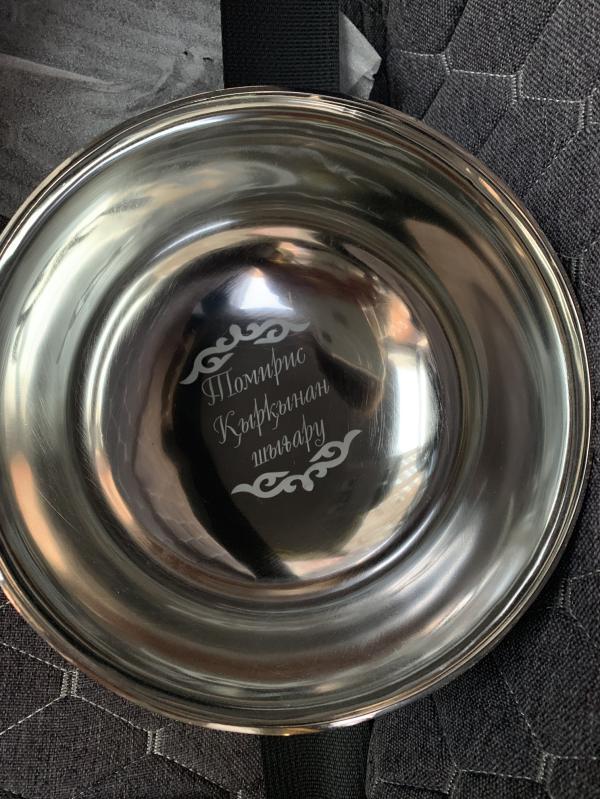 Томирис
Қырқынан
шығару